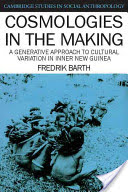 CAMBRIDGE STUDIES IN SOCIAL ANTHROPOLOGY
COSMOLOGIES IN
THE MAKING
A GENERATIVE APPROACH TO CULTURAL
VARIATION IN INNER NEW GUINEA
FREDRIK BARTH